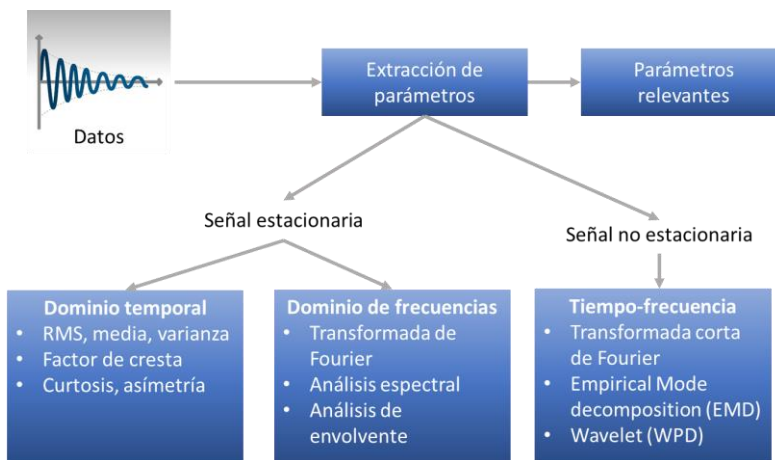 Extracción de
parámetros
Parámetros
relevantes
Datos
Señal estacionaria
Señal no estacionaria
Dominio temporal
• RMS, media, varianza
• Factor de cresta
• Curtosis, asímetría
Dominio de frecuencias
• Transformada de
Fourier
• Análisis espectral
• Análisis de
envolvente
Tiempo-frecuencia
• Transformada corta
de Fourier
• Empirical Mode
decomposition (EMD)
• Wavelet (WPD)